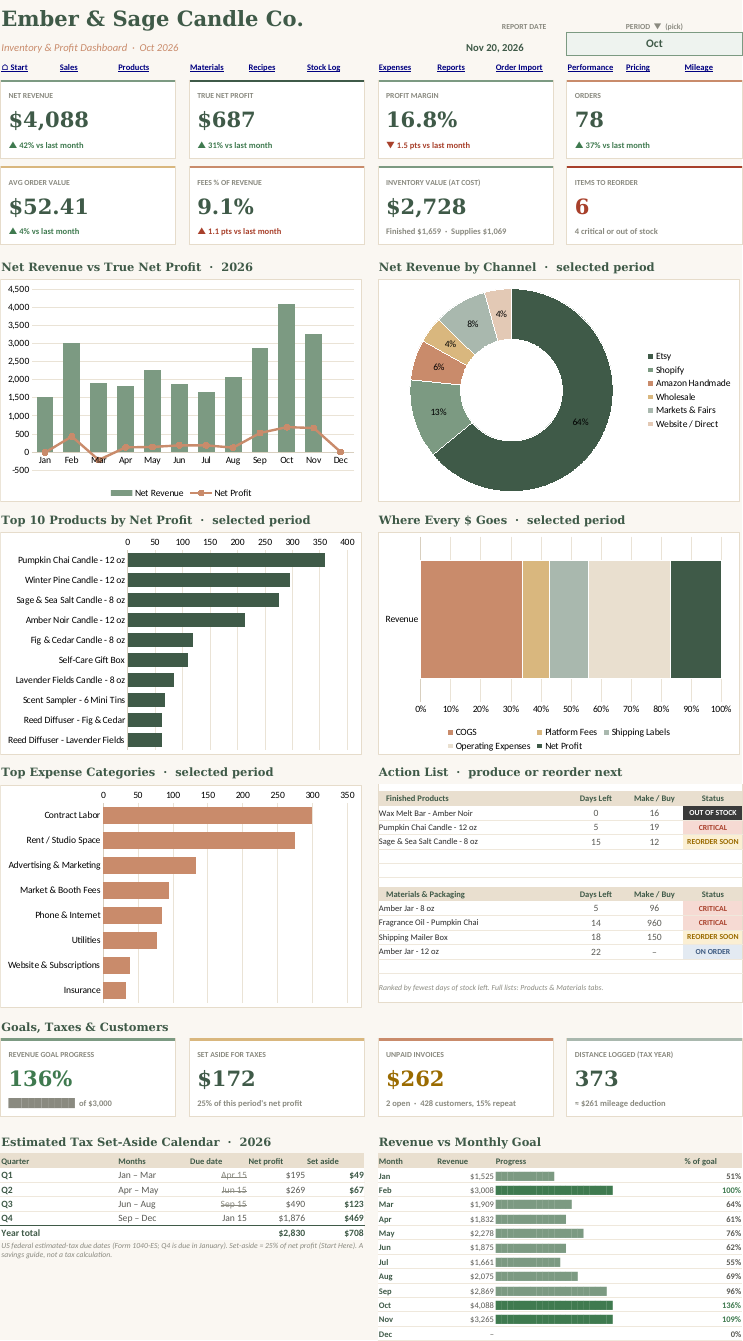 Ember & Sage Candle Co.
REPORT DATE
PERIOD ▼ (pick)
Inventory & Profit Dashboard · Oct 2026
Nov 20, 2026
Oct
⌂ Start Sales Products Materials Recipes Stock Log Expenses Reports Order Import Performance Pricing Mileage
NET REVENUE
$4,088
▲ 42% vs last month
TRUE NET PROFIT
$687
▲ 31% vs last month
PROFIT MARGIN
16.8%
▼ 1.5 pts vs last month
ORDERS
78
▲ 37% vs last month
AVG ORDER VALUE
$52.41
▲ 4% vs last month
FEES % OF REVENUE
9.1%
▲ 1.1 pts vs last month
INVENTORY VALUE (AT COST)
$2,728
Finished $1,659 · Supplies $1,069
ITEMS TO REORDER
6
4 critical or out of stock
Net Revenue vs True Net Profit · 2026
4,500
4,000
3,500
3,000
2,500
2,000
1,500
1,000
500
0
-500
Jan Feb Mar Apr May Jun Jul Aug Sep Oct Nov Dec
Net Revenue Net Profit
Net Revenue by Channel · selected period
4%
8%
4%
6%
13%
64%
Etsy
Shopify
Amazon Handmade
Wholesale
Markets & Fairs
Website / Direct
Top 10 Products by Net Profit · selected period
0 50 100 150 200 250 300 350 400
Pumpkin Chai Candle - 12 oz
Winter Pine Candle - 12 oz
Sage & Sea Salt Candle - 8 oz
Amber Noir Candle - 12 oz
Fig & Cedar Candle - 8 oz
Self-Care Gift Box
Lavender Fields Candle - 8 oz
Scent Sampler - 6 Mini Tins
Reed Diffuser - Fig & Cedar
Reed Diffuser - Lavender Fields
Where Every $ Goes · selected period
Revenue
0% 10% 20% 30% 40% 50% 60% 70% 80% 90% 100%
COGS Platform Fees Shipping Labels
Operating Expenses Net Profit
Top Expense Categories · selected period
0 50 100 150 200 250 300 350
Contract Labor
Rent / Studio Space
Advertising & Marketing
Market & Booth Fees
Phone & Internet
Utilities
Website & Subscriptions
Insurance
Action List · produce or reorder next
Finished Products Days Left Make / Buy Status
Wax Melt Bar - Amber Noir 0 16 OUT OF STOCK
Pumpkin Chai Candle - 12 oz 5 19 CRITICAL
Sage & Sea Salt Candle - 8 oz 15 12 REORDER SOON
Materials & Packaging Days Left Make / Buy Status
Amber Jar - 8 oz 5 96 CRITICAL
Fragrance Oil - Pumpkin Chai 14 960 CRITICAL
Shipping Mailer Box 18 150 REORDER SOON
Amber Jar - 12 oz 22 – ON ORDER
Ranked by fewest days of stock left. Full lists: Products & Materials tabs.
Goals, Taxes & Customers
REVENUE GOAL PROGRESS
136%
of $3,000
SET ASIDE FOR TAXES
$172
25% of this period's net profit
UNPAID INVOICES
$262
2 open · 428 customers, 15% repeat
DISTANCE LOGGED (TAX YEAR)
373
≈ $261 mileage deduction
Estimated Tax Set-Aside Calendar · 2026
Quarter Months Due date Net profit Set aside
Q1 Jan – Mar Apr 15 $195 $49
Q2 Apr – May Jun 15 $269 $67
Q3 Jun – Aug Sep 15 $490 $123
Q4 Sep – Dec Jan 15 $1,876 $469
Year total $2,830 $708
US federal estimated-tax due dates (Form 1040-ES; Q4 is due in January). Set-aside = 25% of net profit (Start Here). A
savings guide, not a tax calculation.
Revenue vs Monthly Goal
Month Revenue Progress % of goal
Jan $1,525 51%
Feb $3,008 100%
Mar $1,909 64%
Apr $1,832 61%
May $2,278 76%
Jun $1,875 62%
Jul $1,661 55%
Aug $2,075 69%
Sep $2,869 96%
Oct $4,088 136%
Nov $3,265 109%
Dec – 0%